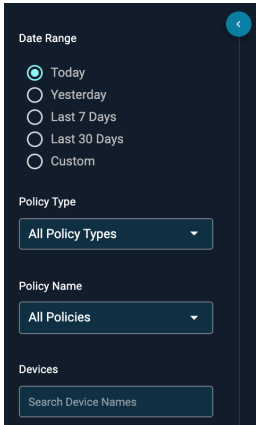 Date Range
Today
Yesterday
Last 7 Days
Last 30 Days
Custom
Policy Type
All Policy Types
Policy Name
All Policies
Devices
Search Device Names